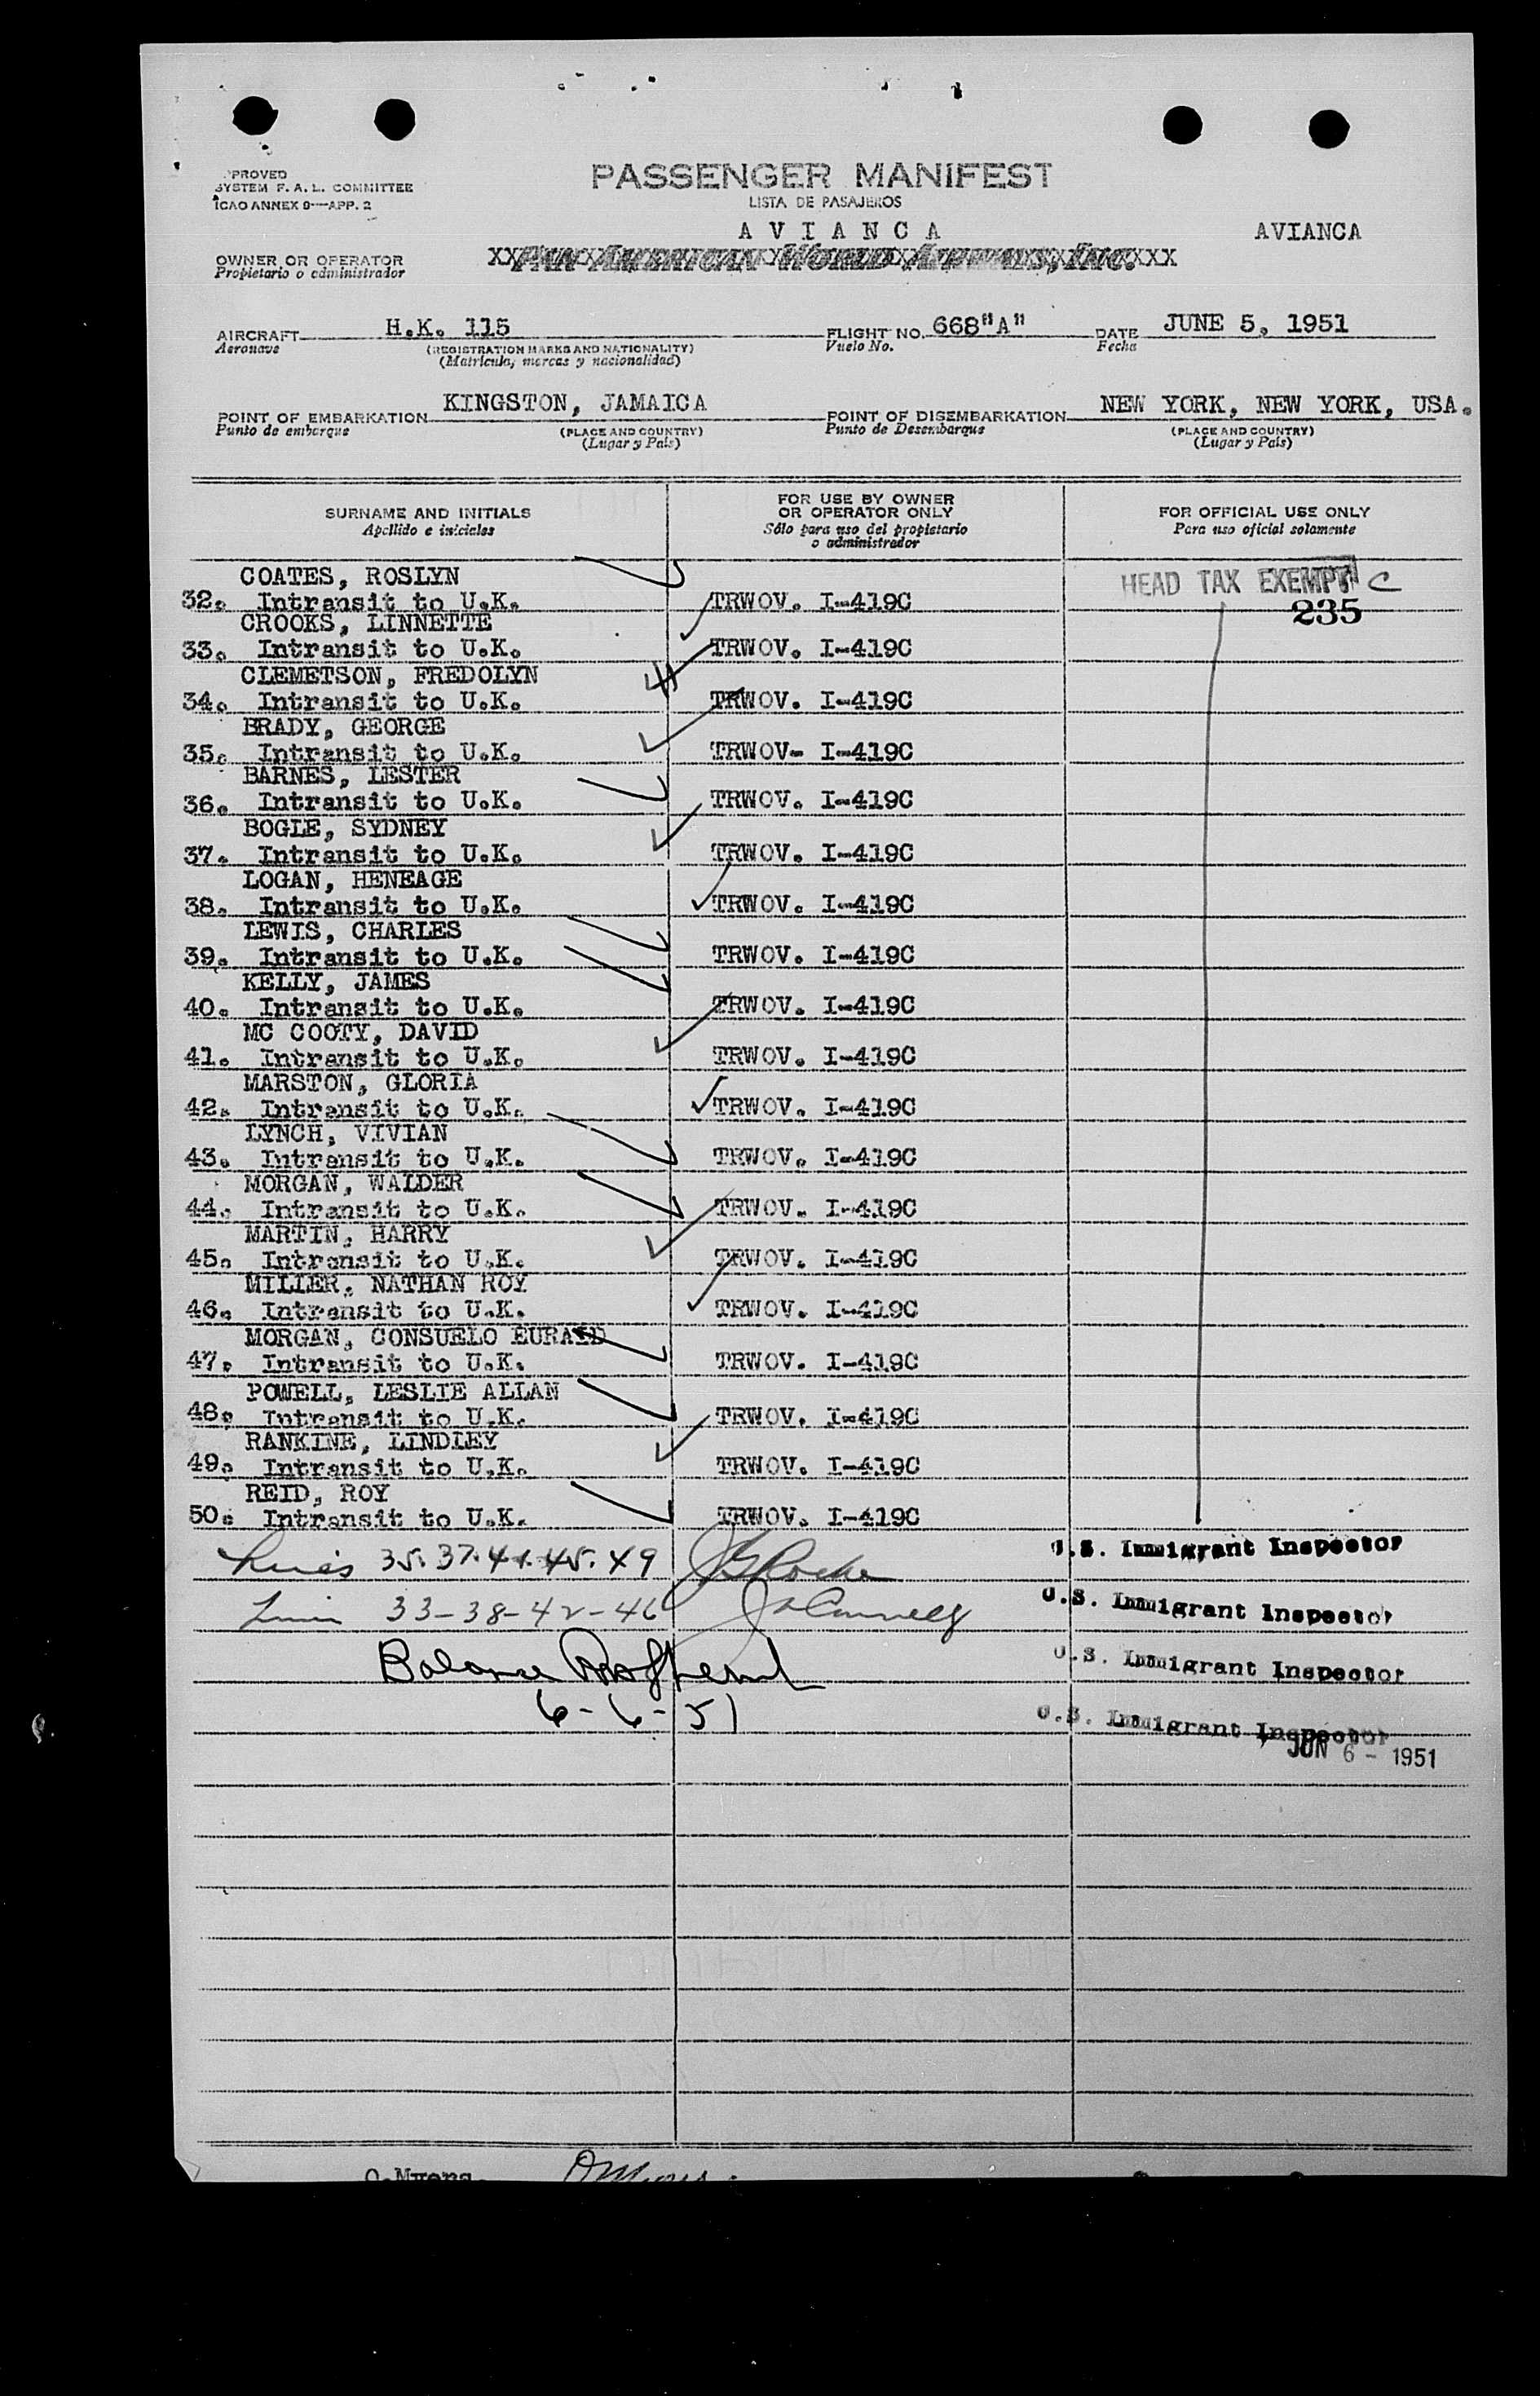 PASSENGER MANIFEST
LISTA DE PASAJEROS
PROVED
SYSTEM F. A. L. COMMITTEE
ICAO ANNEX 9—APP. 2
A V I A N C A
AVIANCA
OWNER OR OPERATOR
Propietario o administrador
XX PAN AMERICAN WORLD AIRWAYS, INC. XXX
AIRCRAFT H.K. 115 FLIGHT NO. 668"A" DATE JUNE 5, 1951
Aeronave (REGISTRATION MARKS AND NATIONALITY) Vuelo No. Fecha
(Matrícula, marcas y nacionalidad)
POINT OF EMBARKATION KINGSTON, JAMAICA POINT OF DISEMBARKATION NEW YORK, NEW YORK, USA.
Punto de embarque (PLACE AND COUNTRY) Punto de Desembarque (PLACE AND COUNTRY)
(Lugar y País) (Lugar y País)
SURNAME AND INITIALS
Apellido e iniciales
FOR USE BY OWNER
OR OPERATOR ONLY
Sólo para uso del propietario
o administrador
FOR OFFICIAL USE ONLY
Para uso oficial solamente
COATES, ROSLYN HEAD TAX EXEMPT C
32. Intransit to U.K. TRWOV. I-419C 235
CROOKS, LINNETTE
33. Intransit to U.K. TRWOV. I-419C
CLEMETSON, FREDOLYN
34. Intransit to U.K. TRWOV. I-419C
BRADY, GEORGE
35. Intransit to U.K. TRWOV- I-419C
BARNES, LESTER
36. Intransit to U.K. TRWOV. I-419C
BOGLE, SYDNEY
37. Intransit to U.K. TRWOV. I-419C
LOGAN, HENEAGE
38. Intransit to U.K. TRWOV. I-419C
LEWIS, CHARLES
39. Intransit to U.K. TRWOV. I-419C
KELLY, JAMES
40. Intransit to U.K. TRWOV. I-419C
MC COOTY, DAVID
41. Intransit to U.K. TRWOV. I-419C
MARSTON, GLORIA
42. Intransit to U.K. TRWOV. I-419C
LYNCH, VIVIAN
43. Intransit to U.K. TRWOV. I-419C
MORGAN, WALDER
44. Intransit to U.K. TRWOV. I-419C
MARTIN, HARRY
45. Intransit to U.K. TRWOV. I-419C
MILLER, NATHAN ROY
46. Intransit to U.K. TRWOV. I-419C
MORGAN, CONSUELO
47. Intransit to U.K. TRWOV. I-419C
POWELL, LESLIE ALLAN
48. Intransit to U.K. TRWOV. I-419C
RANKINE, LINDLEY
49. Intransit to U.K. TRWOV. I-419C
REID, ROY
50. Intransit to U.K. TRWOV. I-419C
35. 37. 41. 45. 49 U.S. Immigrant Inspector
33-38-42-46 U.S. Immigrant Inspector
Balance U.S. Immigrant Inspector
6-6-51 U.S. Immigrant Inspector
JUN 6 - 1951